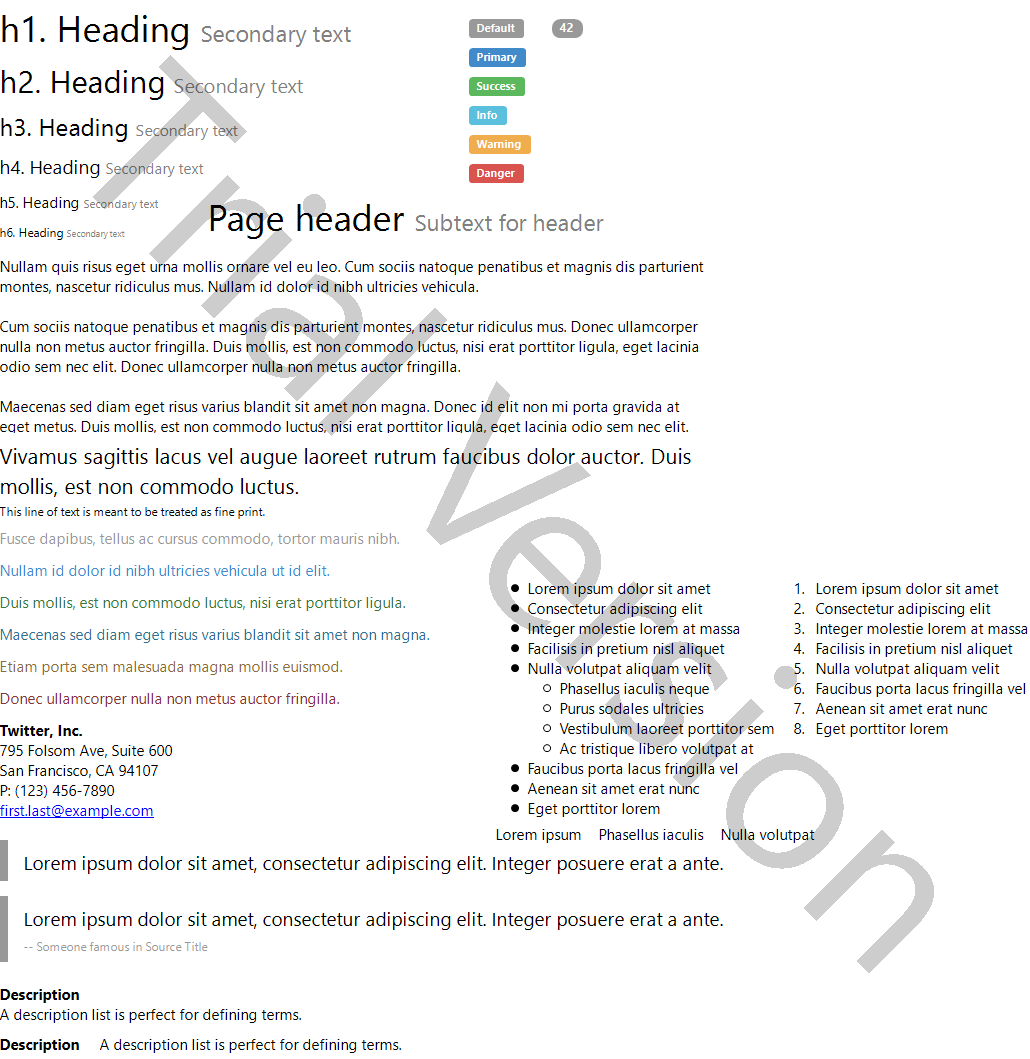 h1. Heading Secondary text
h2. Heading Secondary text
h3. Heading Secondary text
h4. Heading Secondary text
h5. Heading Secondary text
h6. Heading Secondary text
Default 42
Primary
Success
Info
Warning
Danger
Page header Subtext for header
Nullam quis risus eget urna mollis ornare vel eu leo. Cum sociis natoque penatibus et magnis dis parturient
montes, nascetur ridiculus mus. Nullam id dolor id nibh ultricies vehicula.
Cum sociis natoque penatibus et magnis dis parturient montes, nascetur ridiculus mus. Donec ullamcorper
nulla non metus auctor fringilla. Duis mollis, est non commodo luctus, nisi erat porttitor ligula, eget lacinia
odio sem nec elit. Donec ullamcorper nulla non metus auctor fringilla.
Maecenas sed diam eget risus varius blandit sit amet non magna. Donec id elit non mi porta gravida at
eget metus. Duis mollis, est non commodo luctus, nisi erat porttitor ligula, eget lacinia odio sem nec elit.
Vivamus sagittis lacus vel augue laoreet rutrum faucibus dolor auctor. Duis
mollis, est non commodo luctus.
This line of text is meant to be treated as fine print.
Fusce dapibus, tellus ac cursus commodo, tortor mauris nibh.
Nullam id dolor id nibh ultricies vehicula ut id elit.
Duis mollis, est non commodo luctus, nisi erat porttitor ligula.
Maecenas sed diam eget risus varius blandit sit amet non magna.
Etiam porta sem malesuada magna mollis euismod.
Donec ullamcorper nulla non metus auctor fringilla.
Twitter, Inc.
795 Folsom Ave, Suite 600
San Francisco, CA 94107
P: (123) 456-7890
first.last@example.com
● Lorem ipsum dolor sit amet
● Consectetur adipiscing elit
● Integer molestie lorem at massa
● Facilisis in pretium nisl aliquet
● Nulla volutpat aliquam velit
○ Phasellus iaculis neque
○ Purus sodales ultricies
○ Vestibulum laoreet porttitor sem
○ Ac tristique libero volutpat at
● Faucibus porta lacus fringilla vel
● Aenean sit amet erat nunc
● Eget porttitor lorem
1. Lorem ipsum dolor sit amet
2. Consectetur adipiscing elit
3. Integer molestie lorem at massa
4. Facilisis in pretium nisl aliquet
5. Nulla volutpat aliquam velit
6. Faucibus porta lacus fringilla vel
7. Aenean sit amet erat nunc
8. Eget porttitor lorem
Lorem ipsum Phasellus iaculis Nulla volutpat
Lorem ipsum dolor sit amet, consectetur adipiscing elit. Integer posuere erat a ante.
Lorem ipsum dolor sit amet, consectetur adipiscing elit. Integer posuere erat a ante.
-- Someone famous in Source Title
Description
A description list is perfect for defining terms.
Description A description list is perfect for defining terms.
Trial Version